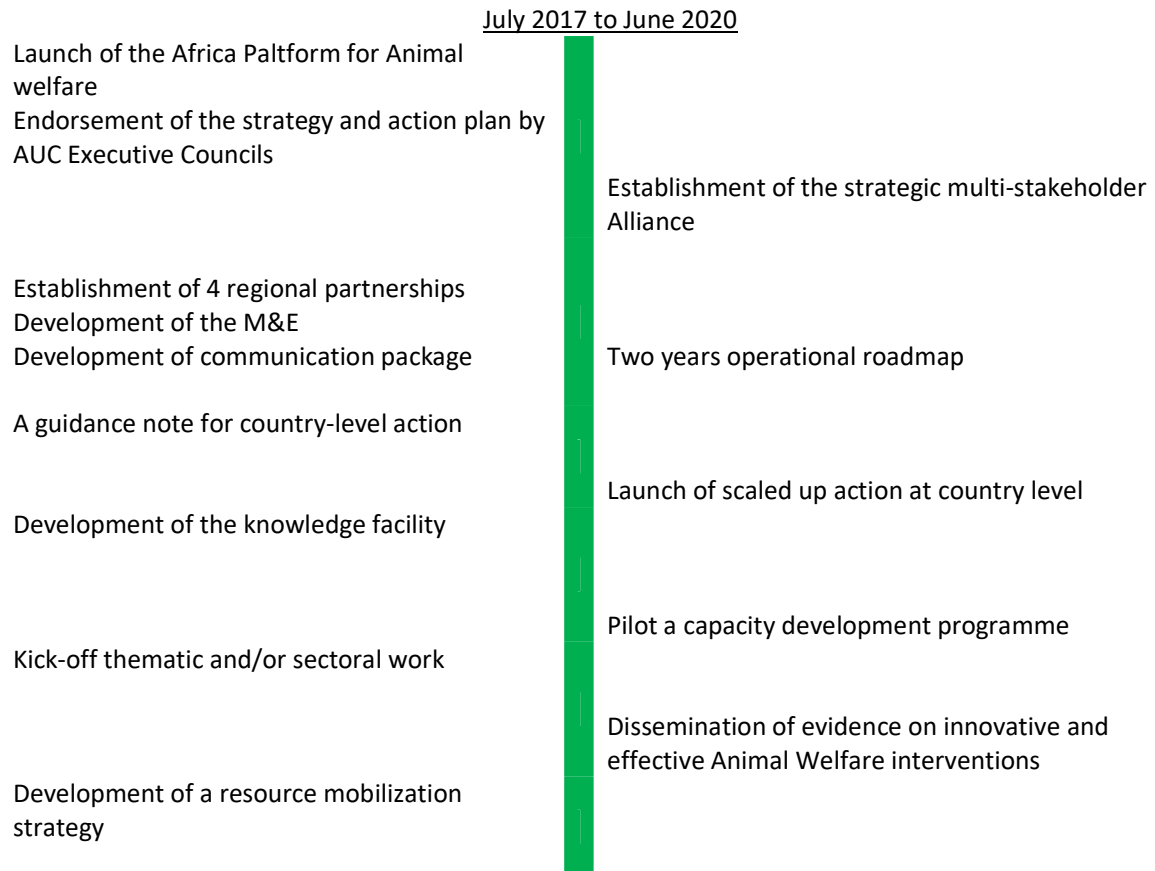 July 2017 to June 2020
Launch of the Africa Paltform for Animal
welfare
Endorsement of the strategy and action plan by
AUC Executive Councils
Establishment of the strategic multi-stakeholder
Alliance
Establishment of 4 regional partnerships
Development of the M&E
Development of communication package
Two years operational roadmap
A guidance note for country-level action
Launch of scaled up action at country level
Development of the knowledge facility
Pilot a capacity development programme
Kick-off thematic and/or sectoral work
Dissemination of evidence on innovative and
effective Animal Welfare interventions
Development of a resource mobilization
strategy